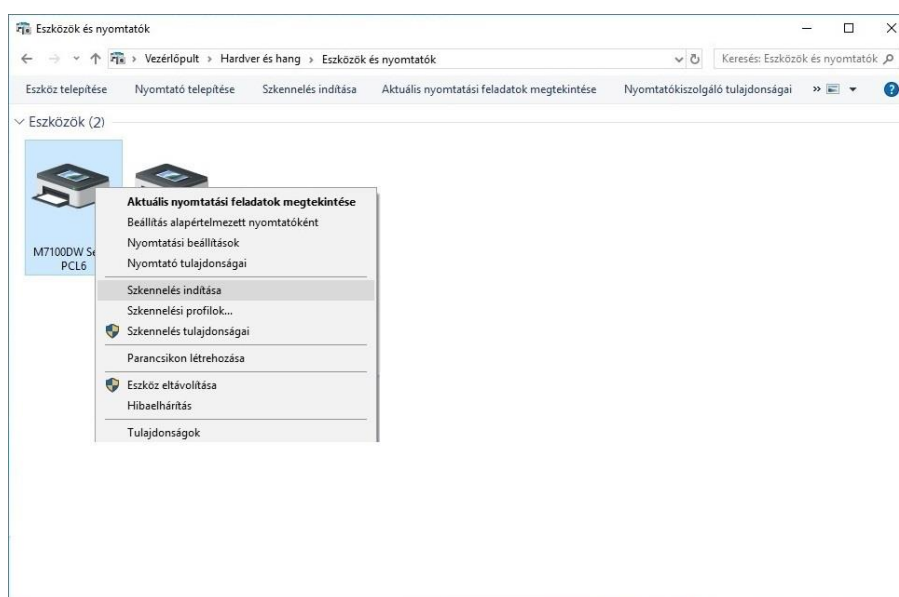 Eszközök és nyomtatók
Vezérlőpult › Hardver és hang › Eszközök és nyomtatók
Keresés: Eszközök és nyomtatók
Eszköz telepítése Nyomtató telepítése Szkennelés indítása Aktuális nyomtatási feladatok megtekintése Nyomtatókiszolgáló tulajdonságai »
Eszközök (2)
M7100DW Se
PCL6
Aktuális nyomtatási feladatok megtekintése
Beállítás alapértelmezett nyomtatóként
Nyomtatási beállítások
Nyomtató tulajdonságai
Szkennelés indítása
Szkennelési profilok...
Szkennelés tulajdonságai
Parancsikon létrehozása
Eszköz eltávolítása
Hibaelhárítás
Tulajdonságok